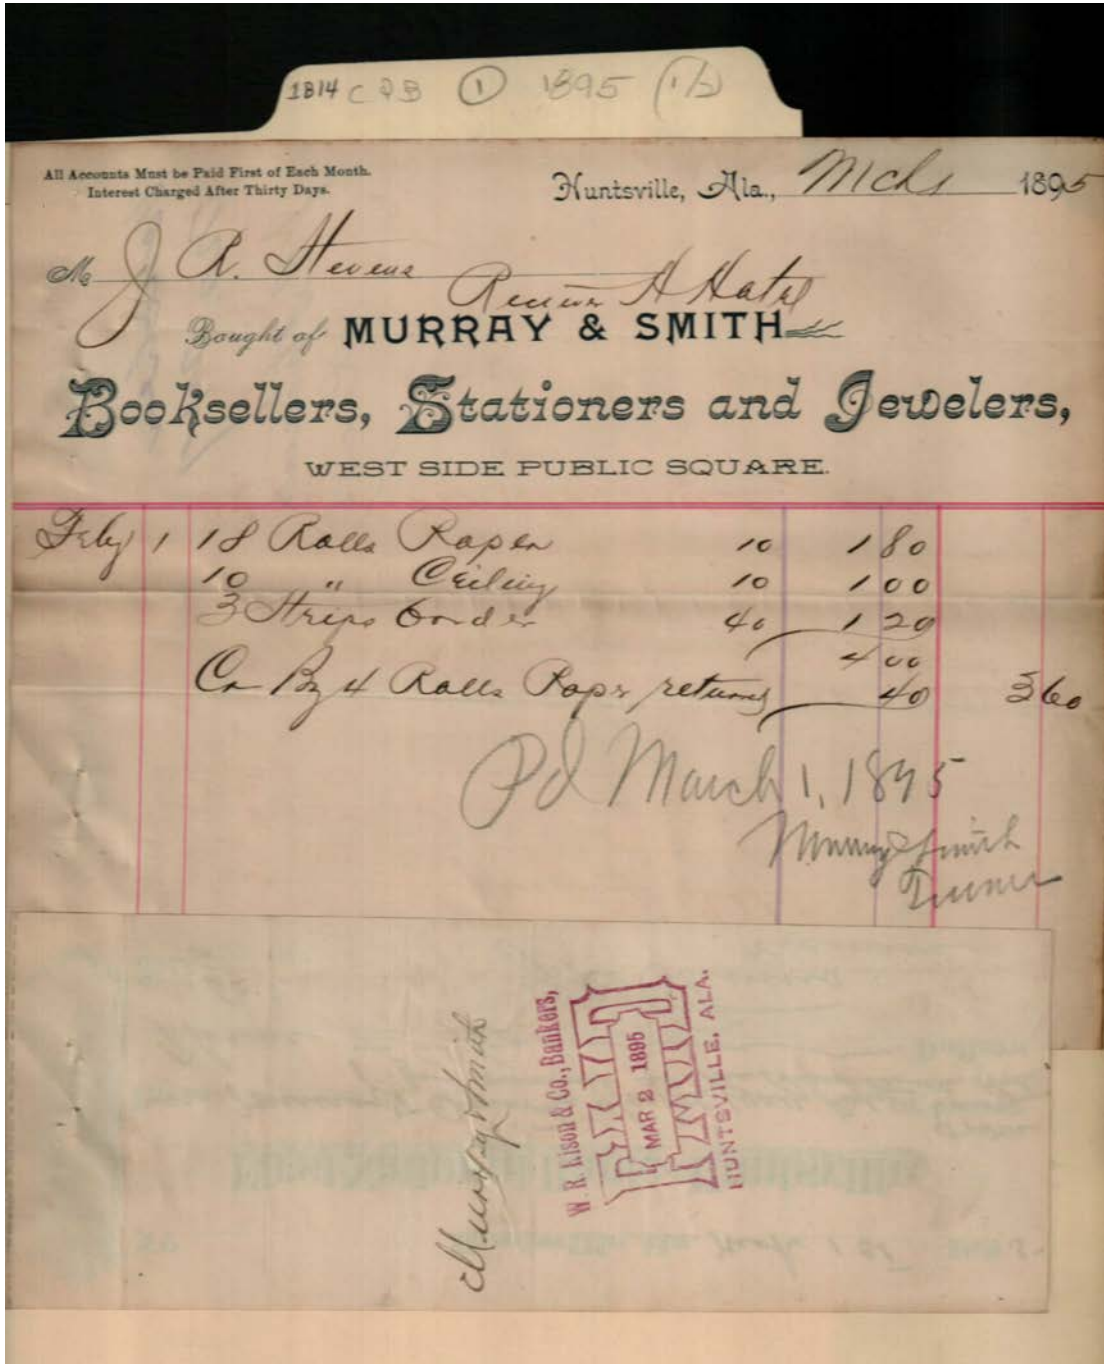 1814 C Q B ① 1895 (1/2)
All Accounts Must be Paid First of Each Month.
Interest Charged After Thirty Days.
Huntsville, Ala., Mch 1 1895
M J R. Stevens
Hotel
Bought of MURRAY & SMITH
Booksellers, Stationers and Jewelers,
WEST SIDE PUBLIC SQUARE.
Feby 1 18 Rolls Paper 10 1 80
10 " Ceiling 10 1 00
3 Strips border 40 1 20
4 00
Cr By 4 Rolls Paper returned 40 3 60
Pd March 1, 1895
Murray & Smith
Murray & Smith
W. R. Rison & Co., Bankers,
PAID
MAR 2 1895
HUNTSVILLE, ALA.